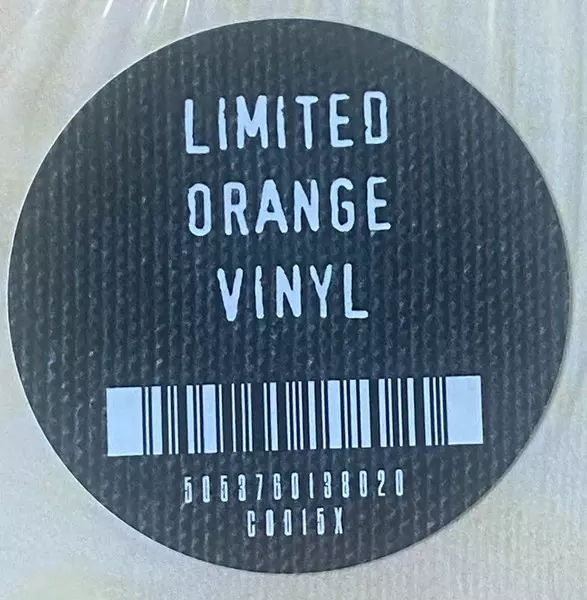 LIMITED
ORANGE
VINYL
5053760138020
C0015X